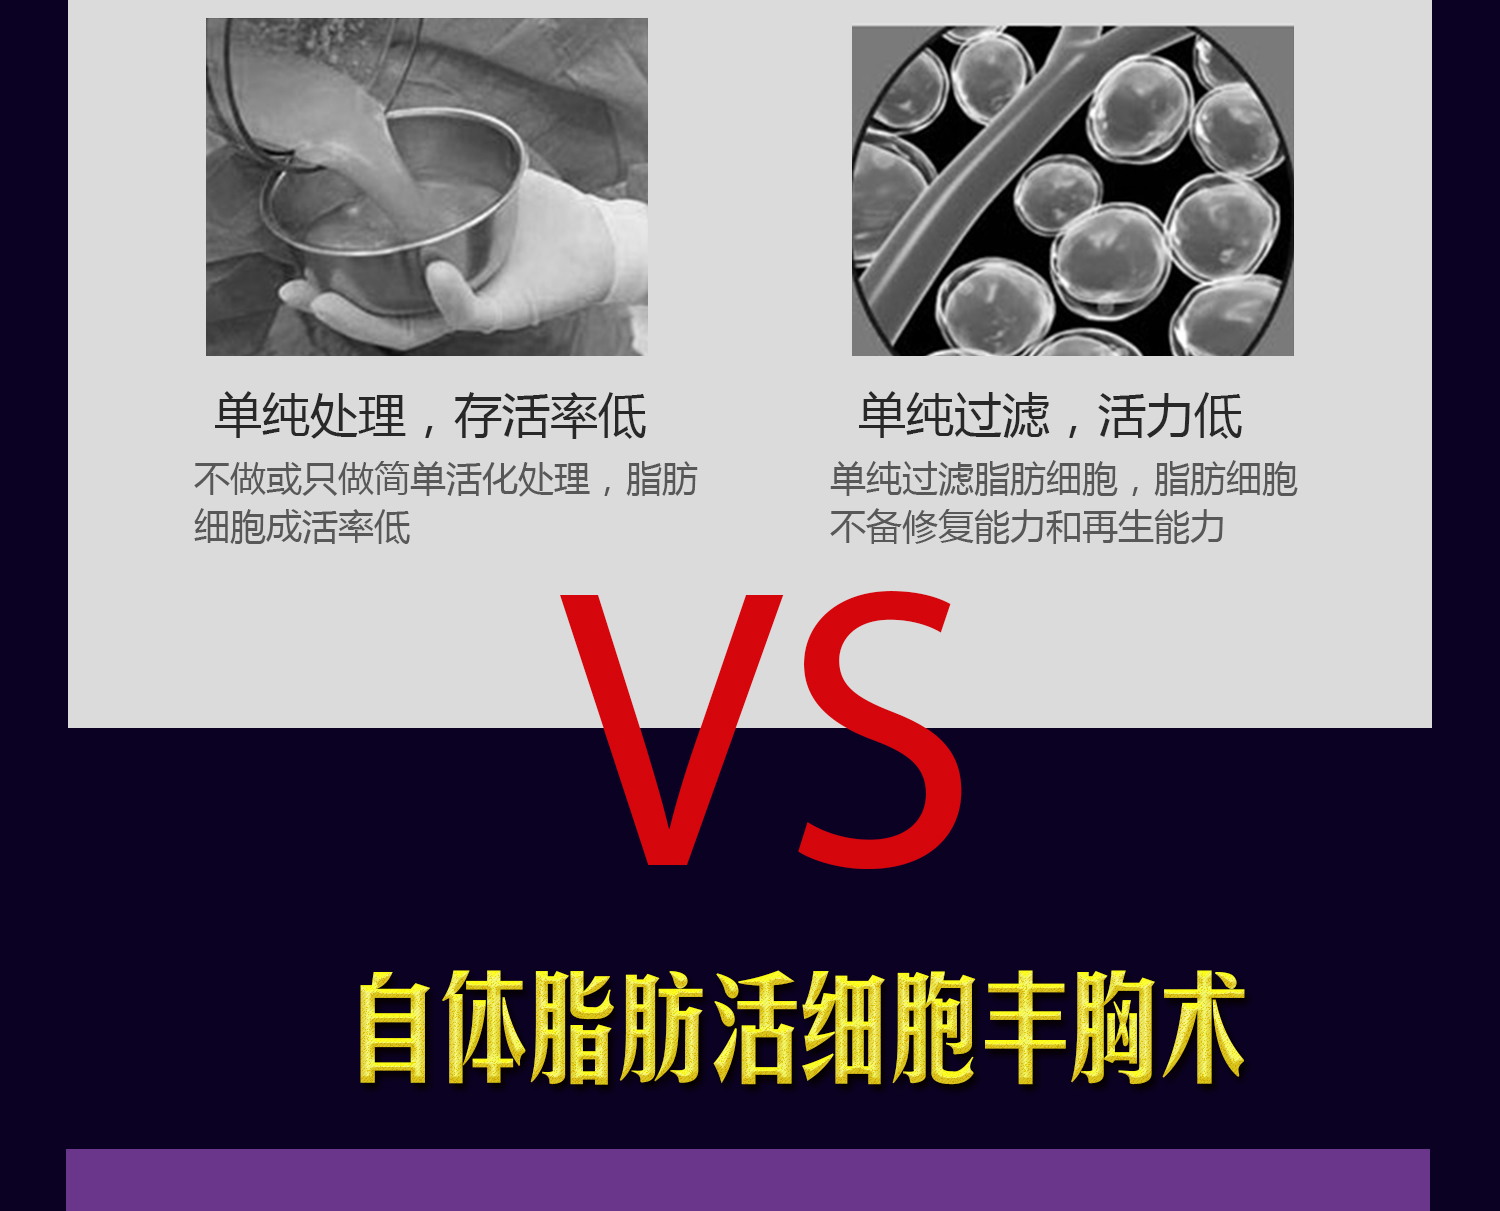 单纯处理，存活率低
不做或只做简单活化处理，脂肪
细胞成活率低
单纯过滤，活力低
单纯过滤脂肪细胞，脂肪细胞
不备修复能力和再生能力
VS
自体脂肪活细胞丰胸术